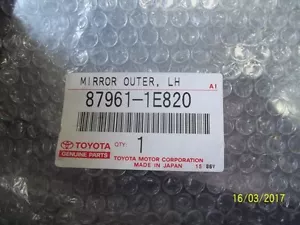 MIRROR OUTER, LH
A1
87961-1E820
TOYOTA
GENUINE PARTS
QTY
1
TOYOTA MOTOR CORPORATION
MADE IN JAPAN
16/03/2017